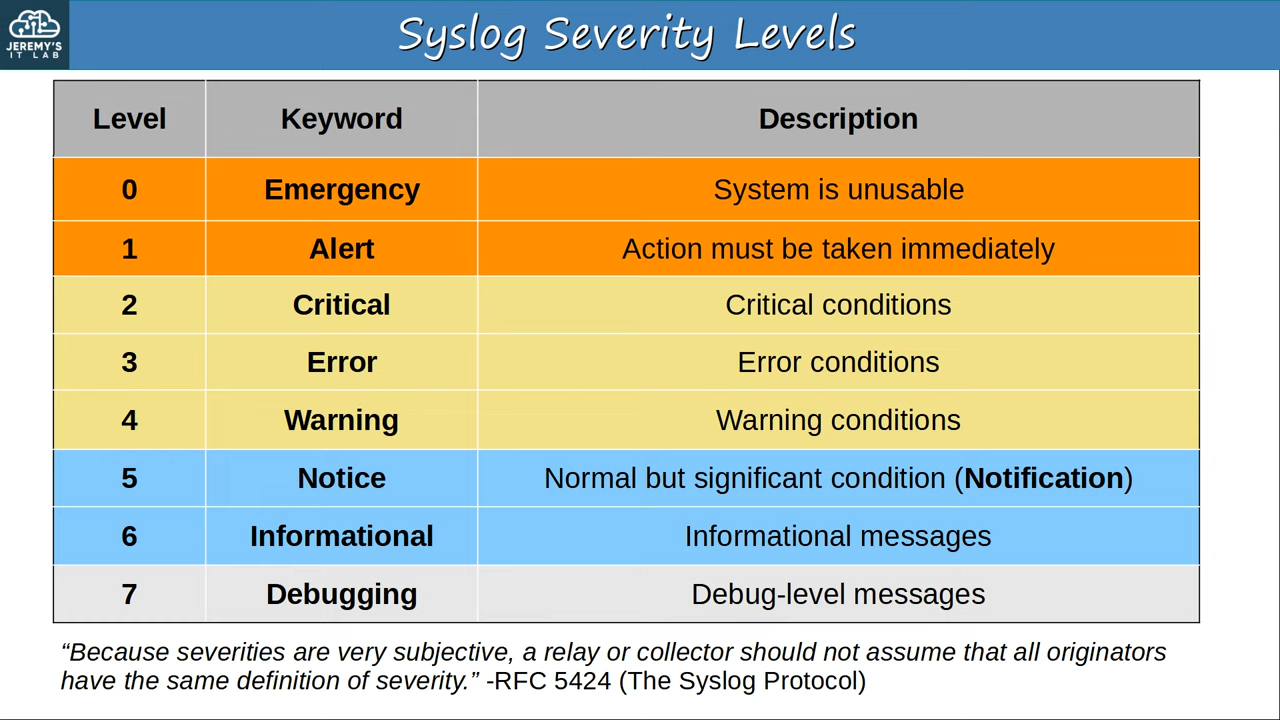 JEREMY'S
IT LAB
Syslog Severity Levels
Level Keyword Description
0 Emergency System is unusable
1 Alert Action must be taken immediately
2 Critical Critical conditions
3 Error Error conditions
4 Warning Warning conditions
5 Notice Normal but significant condition (Notification)
6 Informational Informational messages
7 Debugging Debug-level messages
“Because severities are very subjective, a relay or collector should not assume that all originators
have the same definition of severity.” -RFC 5424 (The Syslog Protocol)